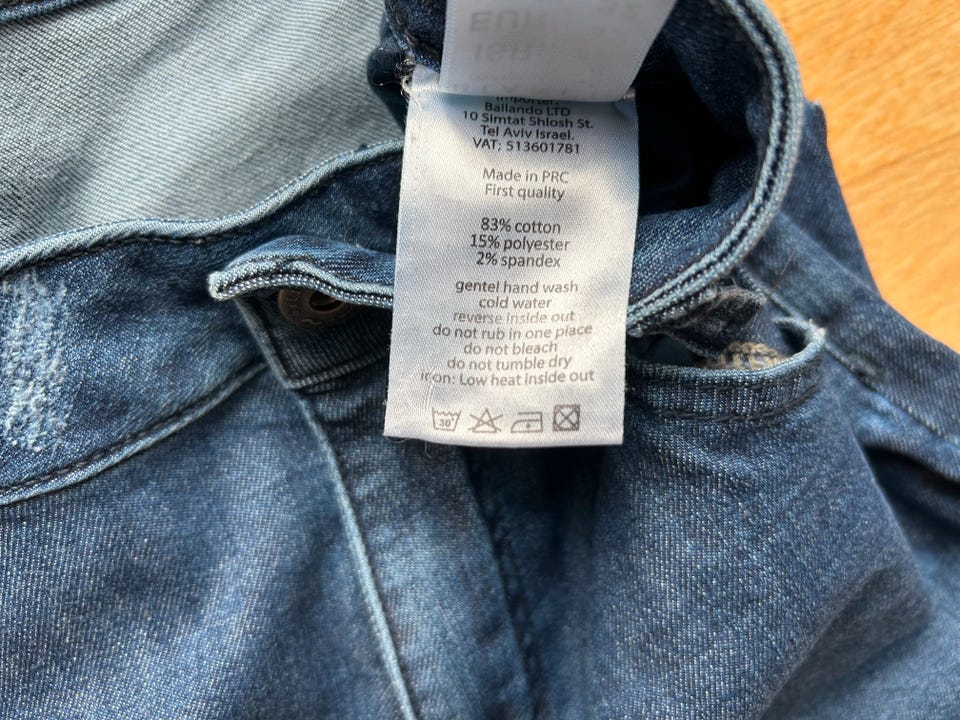 EUR
Importer:
Ballando LTD
10 Simtat Shlosh St.
Tel Aviv Israel.
VAT; 513601781
Made in PRC
First quality
83% cotton
15% polyester
2% spandex
gentel hand wash
cold water
reverse inside out
do not rub in one place
do not bleach
do not tumble dry
iron: Low heat inside out
30°